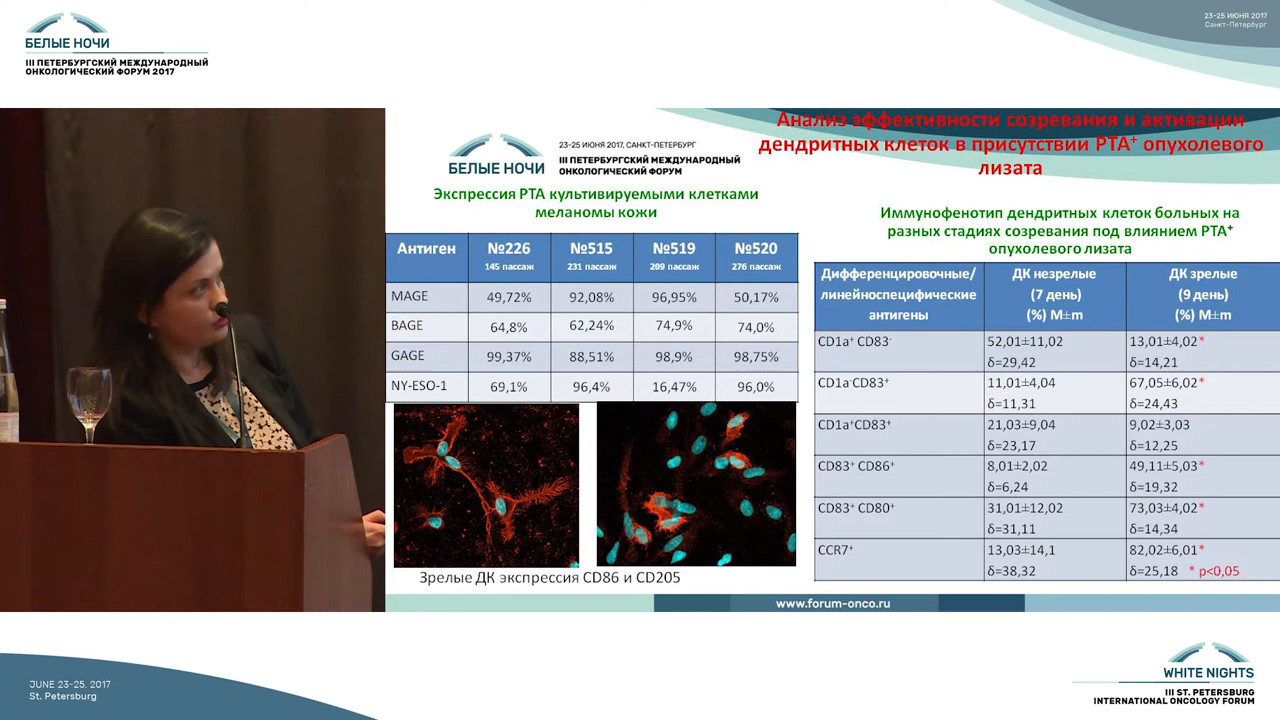 БЕЛЫЕ НОЧИ
III ПЕТЕРБУРГСКИЙ МЕЖДУНАРОДНЫЙ
ОНКОЛОГИЧЕСКИЙ ФОРУМ 2017
23-25 ИЮНЯ 2017
Санкт-Петербург
БЕЛЫЕ НОЧИ
23-25 ИЮНЯ 2017, САНКТ-ПЕТЕРБУРГ
III ПЕТЕРБУРГСКИЙ МЕЖДУНАРОДНЫЙ
ОНКОЛОГИЧЕСКИЙ ФОРУМ
Анализ эффективности созревания и активации
дендритных клеток в присутствии РТА⁺ опухолевого
лизата
Экспрессия РТА культивируемыми клетками
меланомы кожи
Антиген №226 №515 №519 №520
145 пассаж 231 пассаж 209 пассаж 276 пассаж
MAGE 49,72% 92,08% 96,95% 50,17%
BAGE 64,8% 62,24% 74,9% 74,0%
GAGE 99,37% 88,51% 98,9% 98,75%
NY-ESO-1 69,1% 96,4% 16,47% 96,0%
Зрелые ДК экспрессия CD86 и CD205
Иммунофенотип дендритных клеток больных на
разных стадиях созревания под влиянием РТА⁺
опухолевого лизата
Дифференцировочные/ ДК незрелые ДК зрелые
линейноспецифические (7 день) (9 день)
антигены (%) M±m (%) M±m
CD1a⁺ CD83⁻ 52,01±11,02 13,01±4,02*
δ=29,42 δ=14,21
CD1a⁻CD83⁺ 11,01±4,04 67,05±6,02*
δ=11,31 δ=24,43
CD1a⁺CD83⁺ 21,03±9,04 9,02±3,03
δ=23,17 δ=12,25
CD83⁺ CD86⁺ 8,01±2,02 49,11±5,03*
δ=6,24 δ=19,32
CD83⁺ CD80⁺ 31,01±12,02 73,03±4,02*
δ=31,11 δ=14,34
CCR7⁺ 13,03±14,1 82,02±6,01*
δ=38,32 δ=25,18 * p<0,05
www.forum-onco.ru
JUNE 23-25, 2017
St. Petersburg
WHITE NIGHTS
III ST. PETERSBURG
INTERNATIONAL ONCOLOGY FORUM